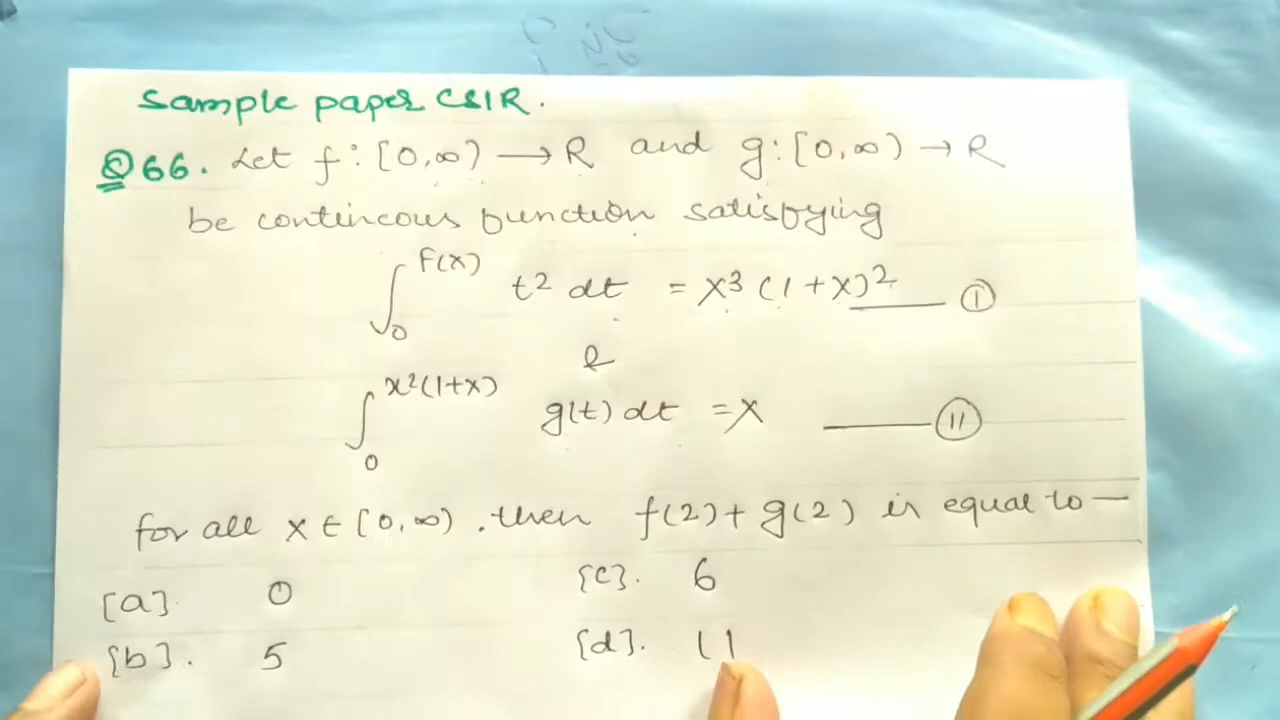 Sample paper CSIR.
Q66. Let f:[0,∞) → R and g:[0,∞) → R
be contineous function satisfying
∫₀^{f(x)} t² dt = x³ (1+x)² —— (I)
&
∫₀^{x²(1+x)} g(t) dt = x —— (II)
for all x ∈ [0,∞). then f(2)+g(2) is equal to —
[a]. 0 [c]. 6
[b]. 5 [d]. 11